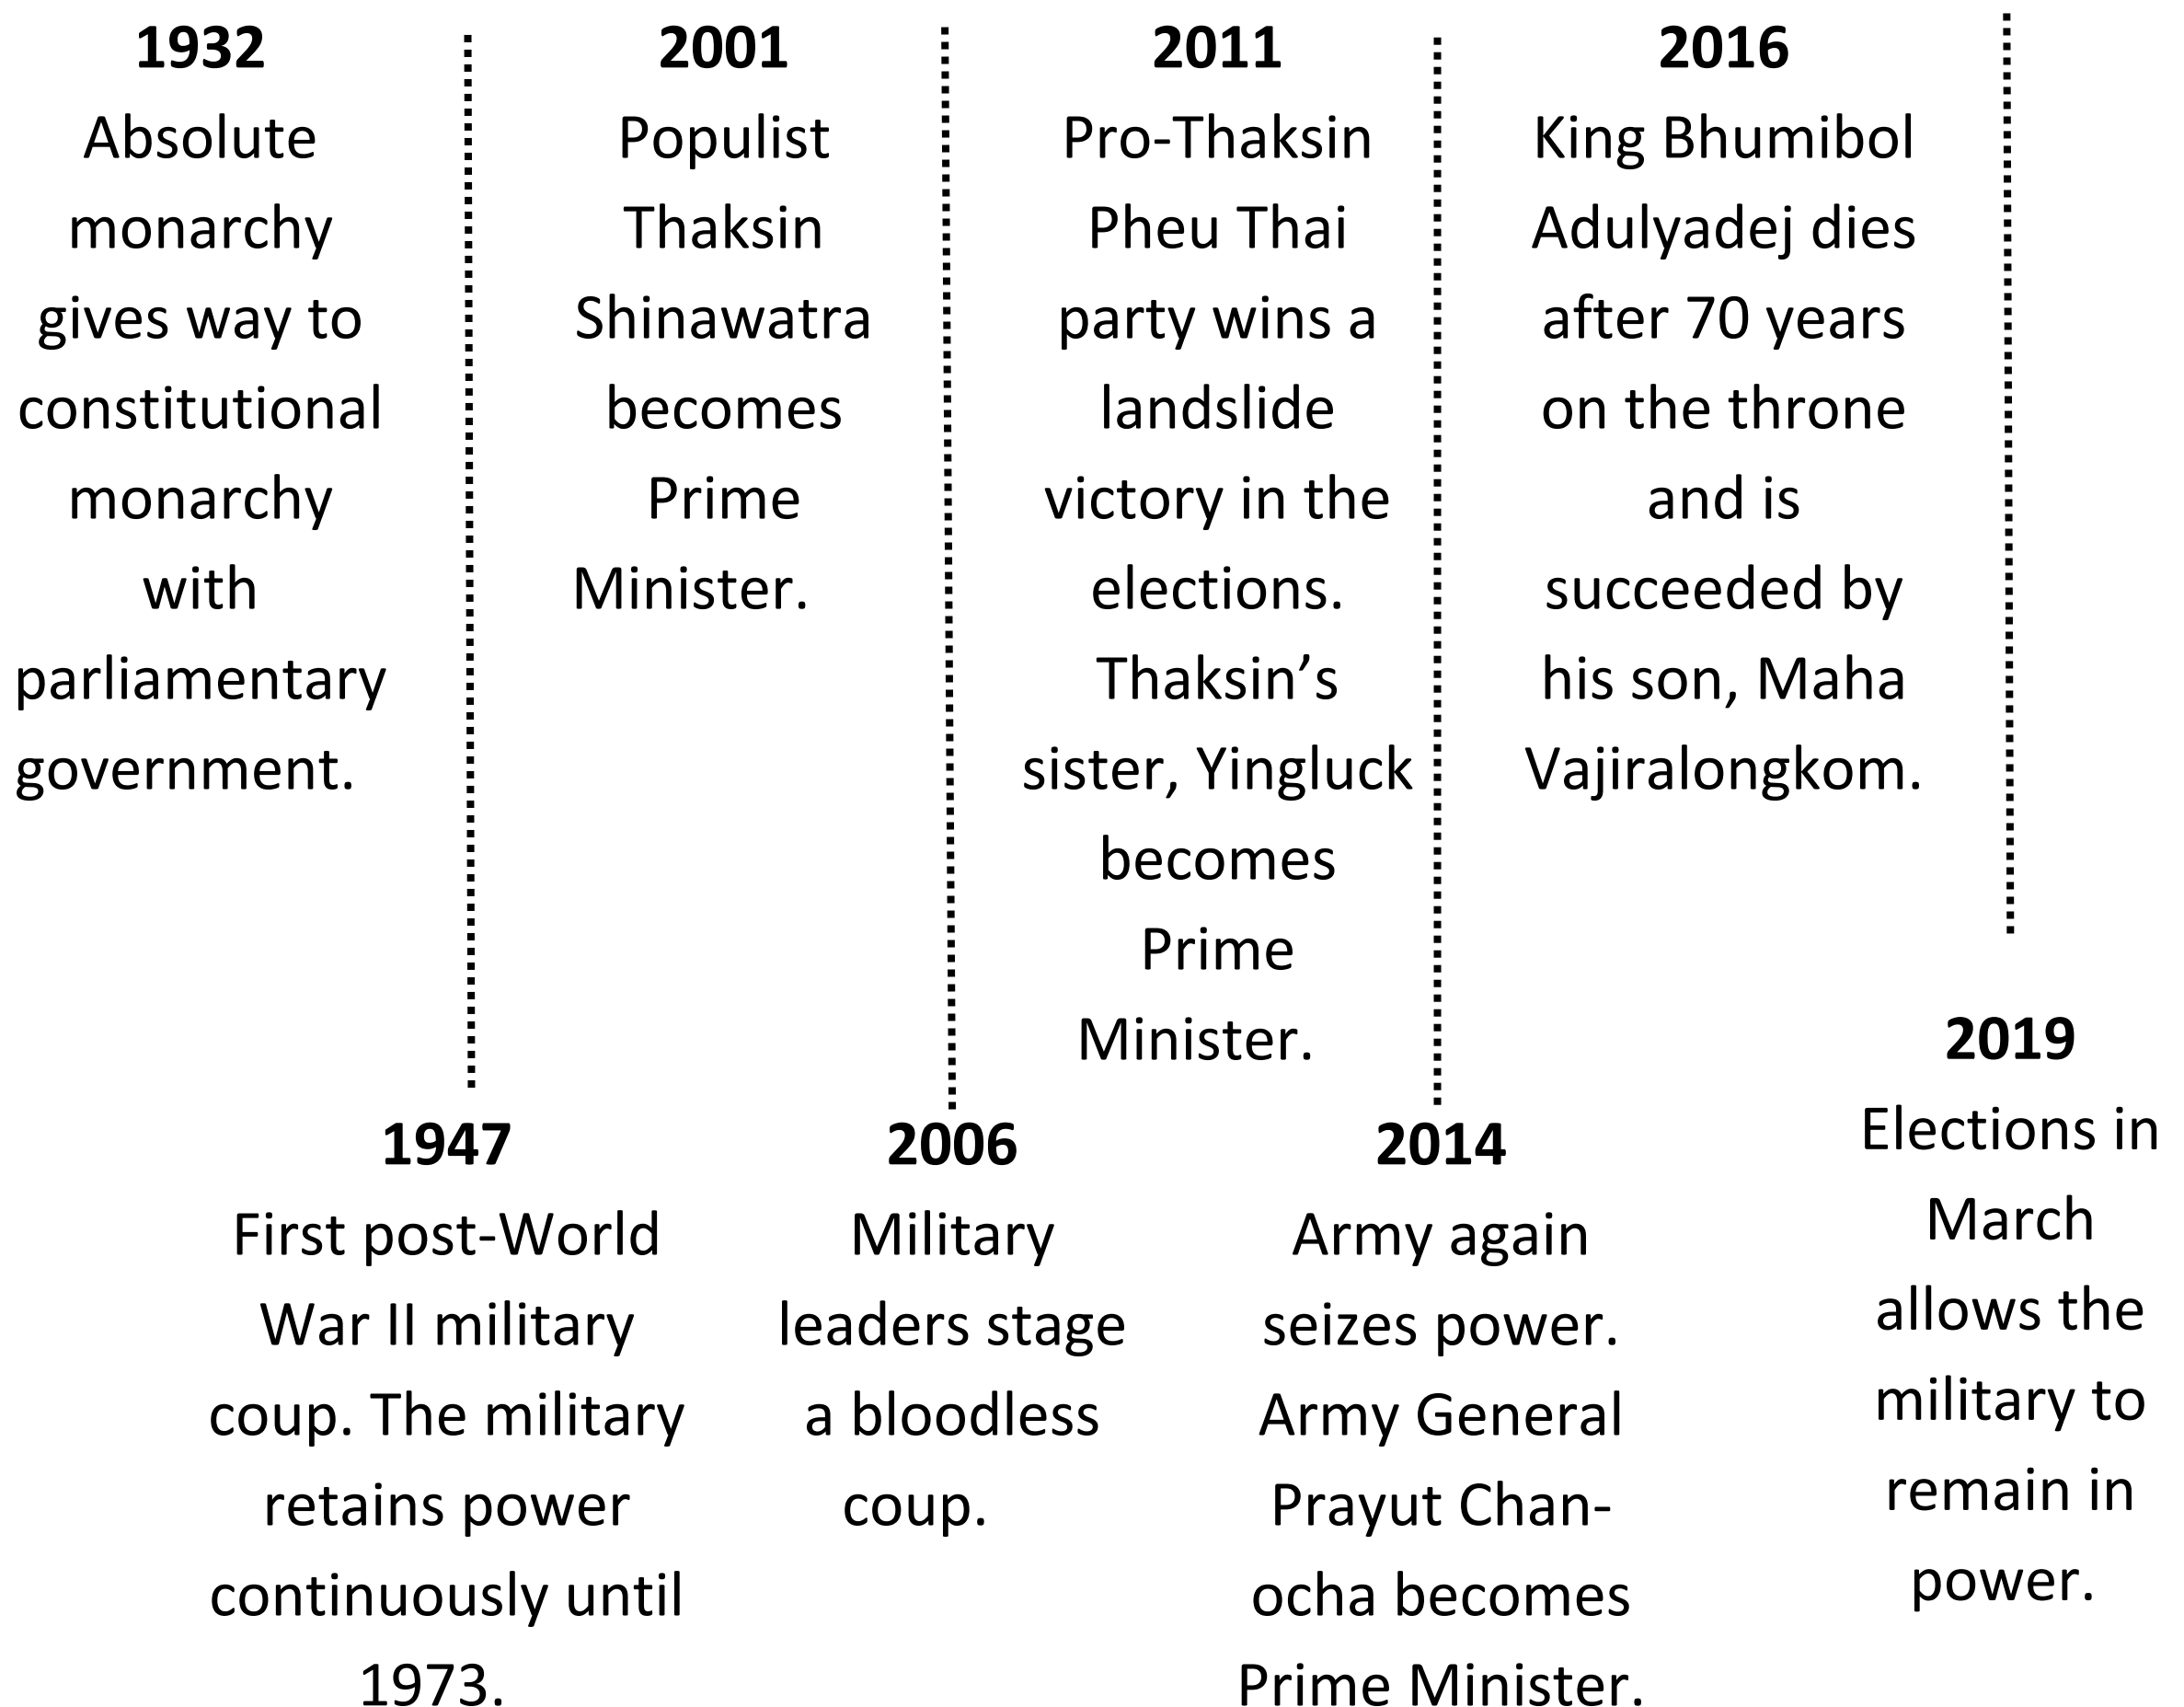 1932
Absolute
monarchy
gives way to
constitutional
monarchy
with
parliamentary
government.
1947
First post-World
War II military
coup. The military
retains power
continuously until
1973.
2001
Populist
Thaksin
Shinawatra
becomes
Prime
Minister.
2006
Military
leaders stage
a bloodless
coup.
2011
Pro-Thaksin
Pheu Thai
party wins a
landslide
victory in the
elections.
Thaksin’s
sister, Yingluck
becomes
Prime
Minister.
2014
Army again
seizes power.
Army General
Prayut Chan-
ocha becomes
Prime Minister.
2016
King Bhumibol
Adulyadej dies
after 70 years
on the throne
and is
succeeded by
his son, Maha
Vajiralongkom.
2019
Elections in
March
allows the
military to
remain in
power.